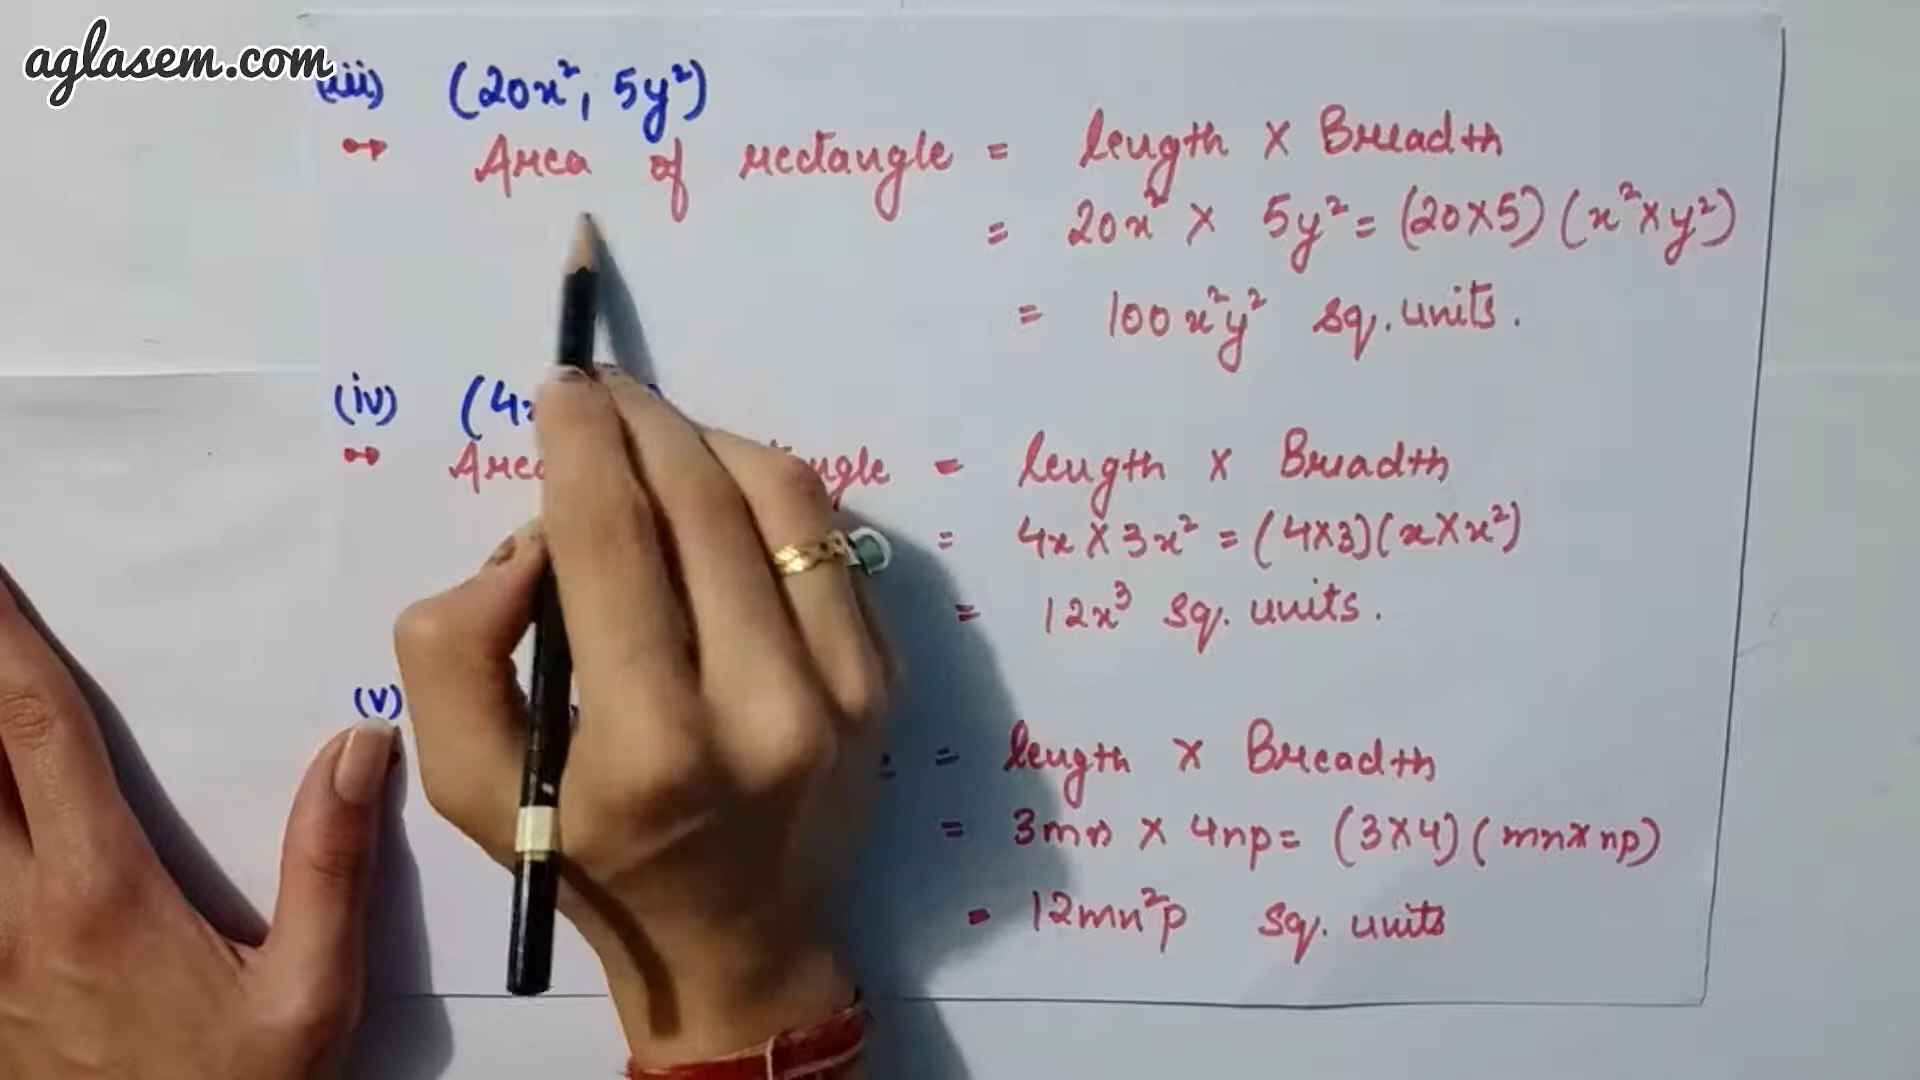 aglasem.com
(iii) (20x², 5y²)
Area of rectangle = length × Breadth
= 20x² × 5y² = (20×5) (x²×y²)
= 100x²y² sq. units.
(iv) (4x
Area = length × Breadth
= 4x × 3x² = (4×3)(x×x²)
= 12x³ sq. units.
(v)
= length × Breadth
= 3mn × 4np = (3×4) (mn×np)
= 12mn²p sq. units